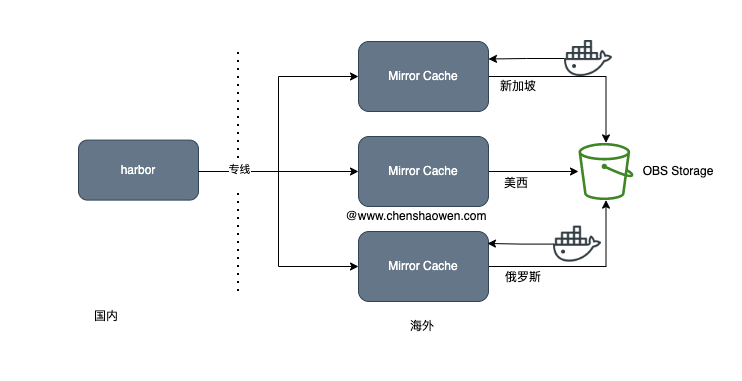 Mirror Cache
新加坡
harbor
专线
Mirror Cache
美西
OBS Storage
@www.chenshaowen.com
Mirror Cache
俄罗斯
国内
海外